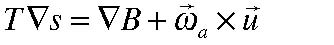 T∇s = ∇B + ω⃗ₐ × u⃗